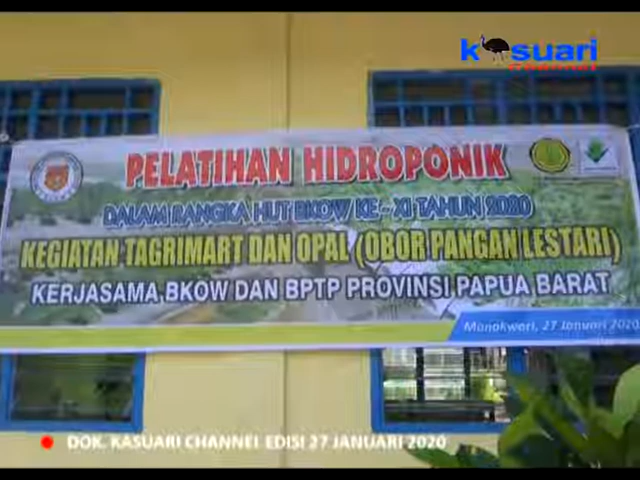 kasuari
PELATIHAN HIDROPONIK
DALAM RANGKA HUT BKOW KE - XI TAHUN 2020
KEGIATAN TAGRIMART DAN OPAL (OBOR PANGAN LESTARI)
KERJASAMA BKOW DAN BPTP PROVINSI PAPUA BARAT
Manokwari, 27 Januari 2020
DOK. KASUARI CHANNEL EDISI 27 JANUARI 2020